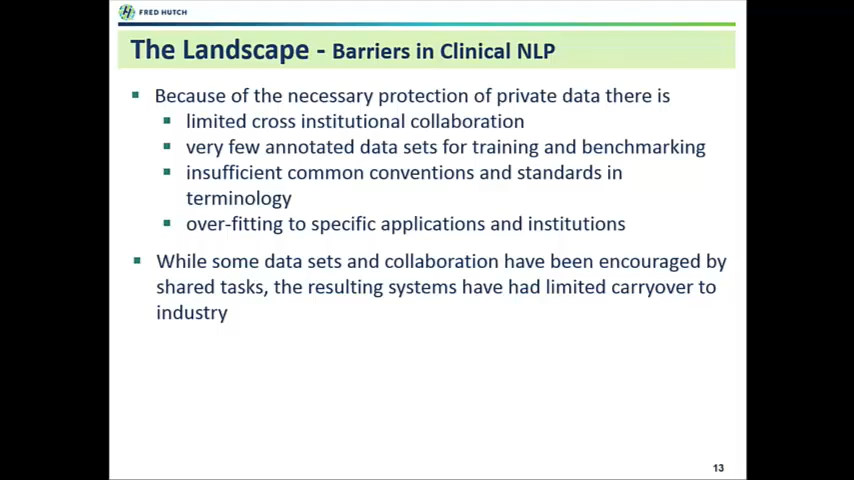 FRED HUTCH
The Landscape - Barriers in Clinical NLP
Because of the necessary protection of private data there is
limited cross institutional collaboration
very few annotated data sets for training and benchmarking
insufficient common conventions and standards in
terminology
over-fitting to specific applications and institutions
While some data sets and collaboration have been encouraged by
shared tasks, the resulting systems have had limited carryover to
industry
13